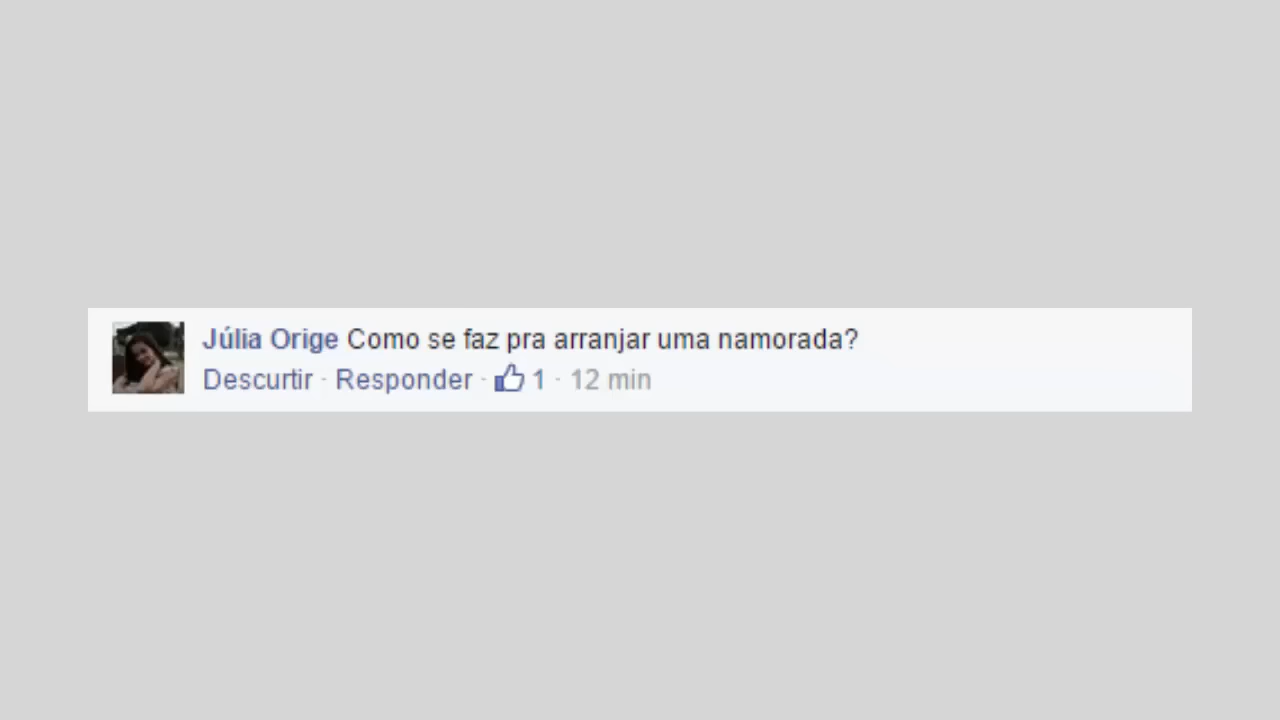 Júlia Orige Como se faz pra arranjar uma namorada?
Descurtir · Responder · 1 · 12 min